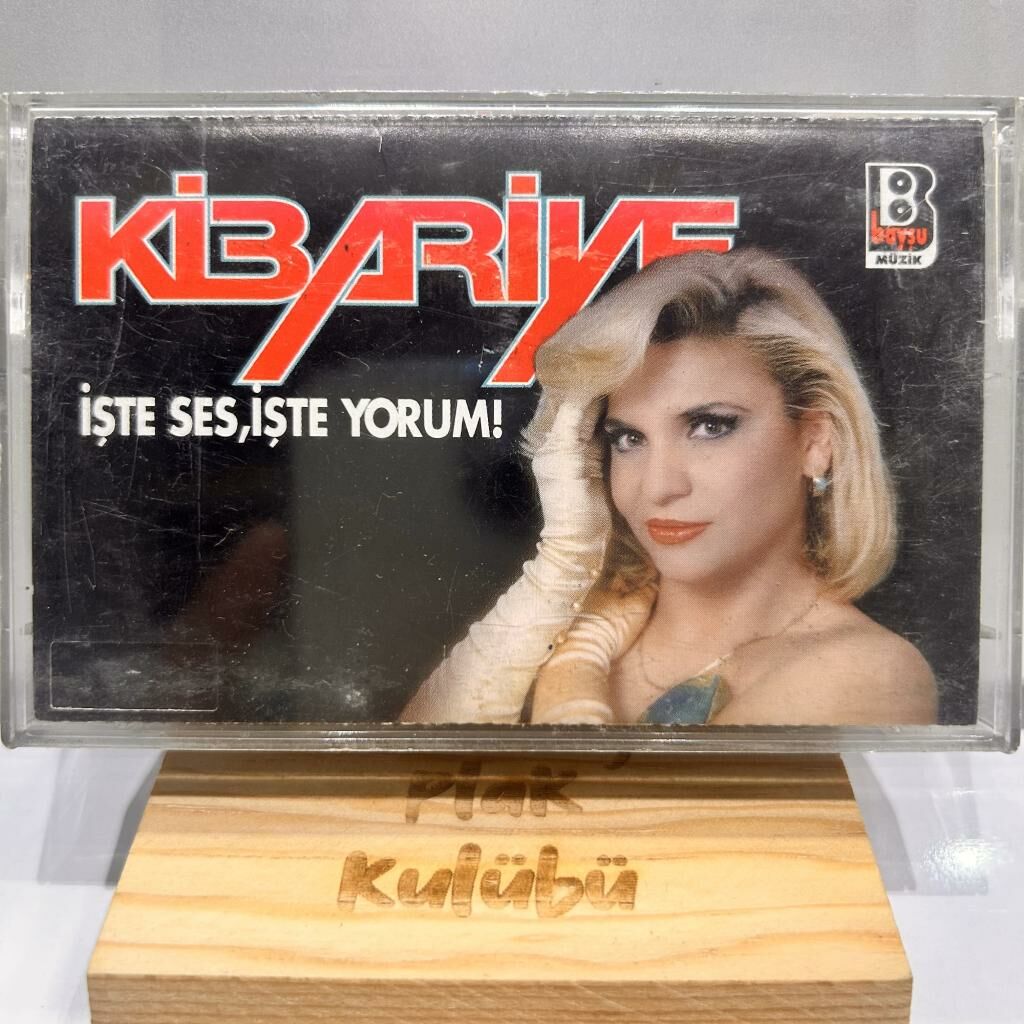 KİBARİYE
İŞTE SES,İŞTE YORUM!
B
baysu
MÜZİK
Plak
Kulübü